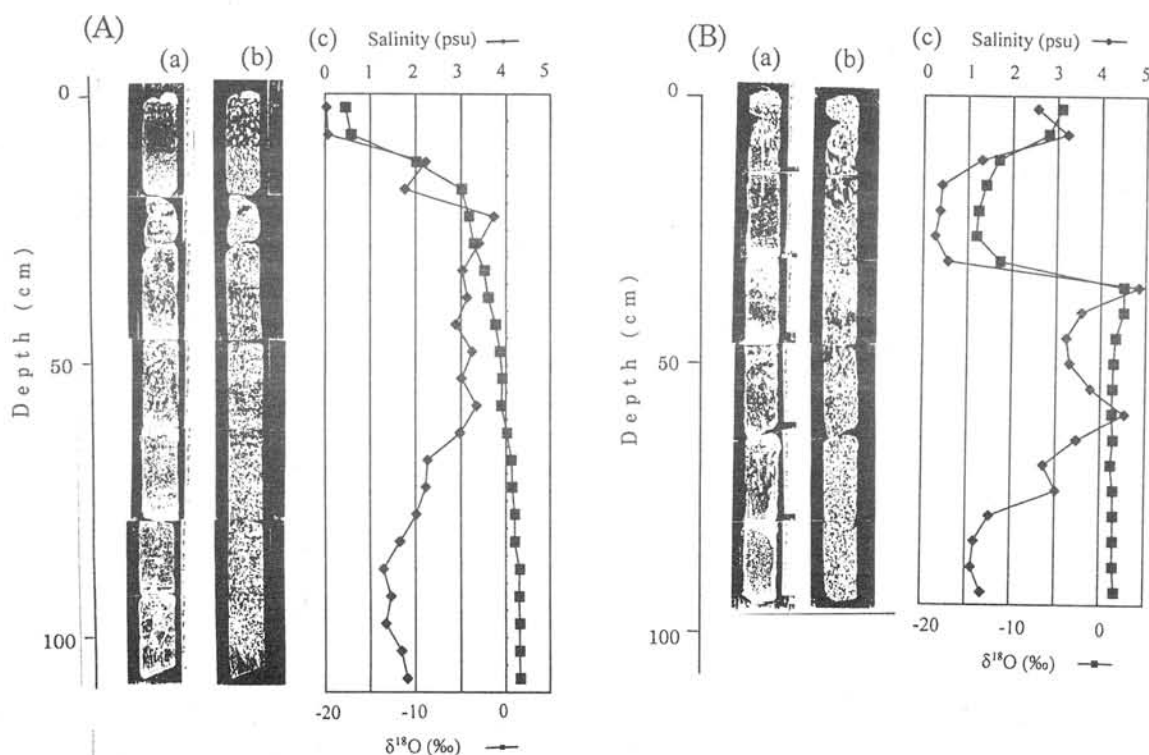 (A)
(a)
(b)
(c)
Salinity (psu)
0 1 2 3 4 5
0
50
100
Depth (cm)
-20 -10 0
δ¹⁸O (‰)
(B)
(a)
(b)
(c)
Salinity (psu)
0 1 2 3 4 5
0
50
100
Depth (cm)
-20 -10 0
δ¹⁸O (‰)